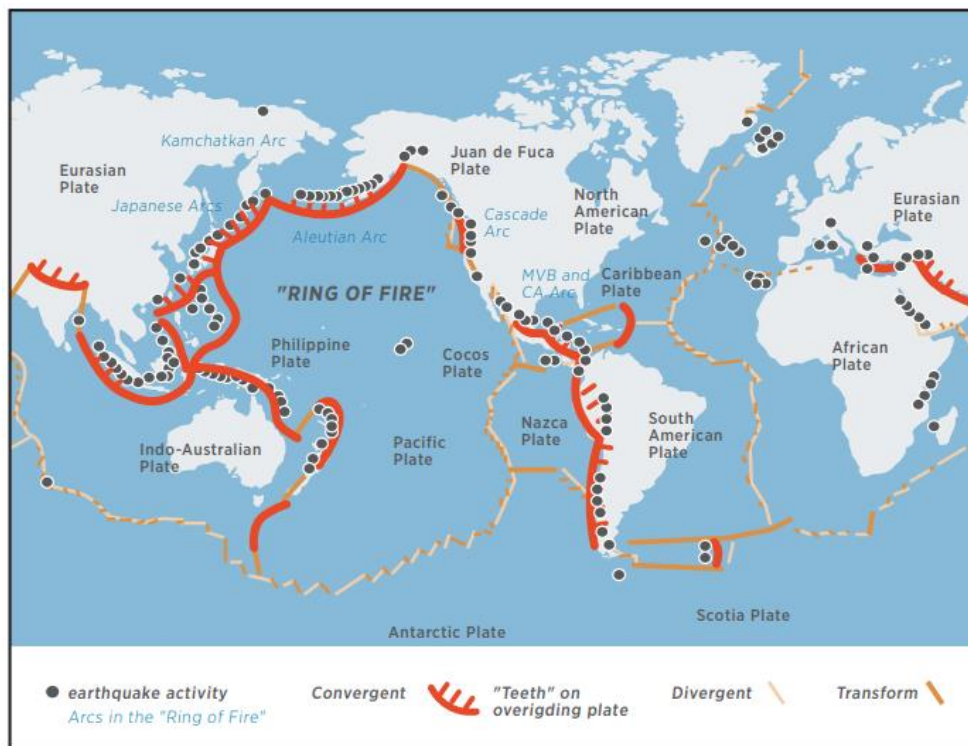 Kamchatkan Arc
Juan de Fuca
Plate
Eurasian
Plate
North
American
Plate
Eurasian
Plate
Japanese Arcs
Cascade
Arc
Aleutian Arc
MVB and
CA Arc
Caribbean
Plate
"RING OF FIRE"
Philippine
Plate
Cocos
Plate
African
Plate
Indo-Australian
Plate
Pacific
Plate
Nazca
Plate
South
American
Plate
Scotia Plate
Antarctic Plate
earthquake activity
Arcs in the "Ring of Fire"
Convergent
"Teeth" on
overigding plate
Divergent
Transform